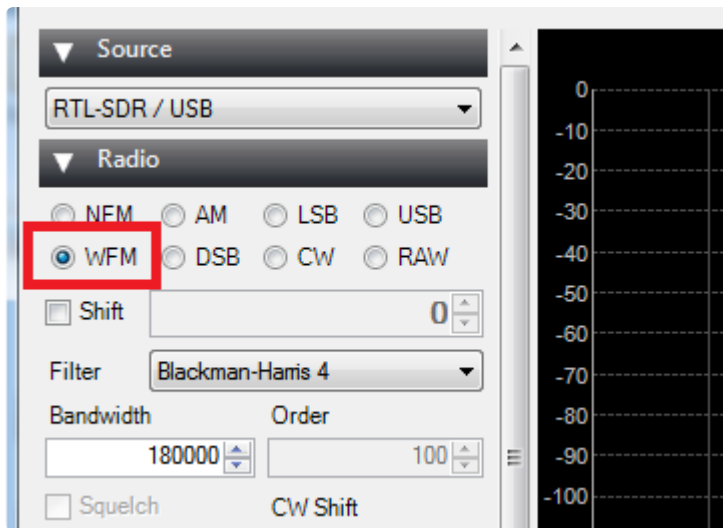 Source
RTL-SDR / USB
Radio
NFM AM LSB USB
WFM DSB CW RAW
Shift 0
Filter Blackman-Harris 4
Bandwidth Order
180000 100
Squelch CW Shift
0
-10
-20
-30
-40
-50
-60
-70
-80
-90
-100